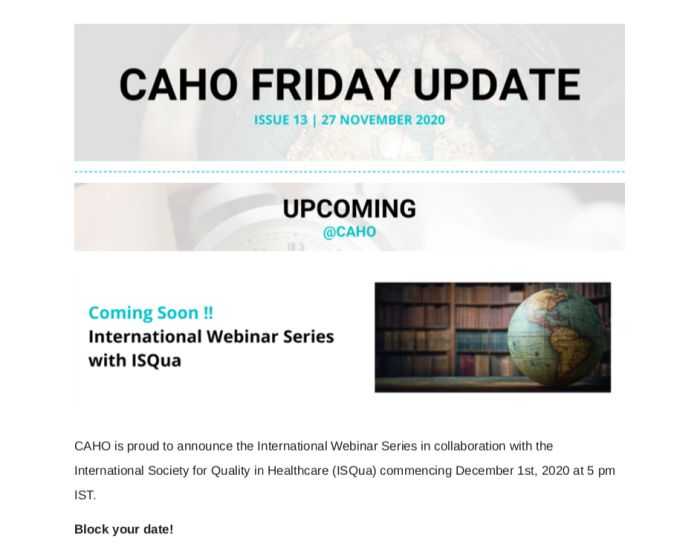 CAHO FRIDAY UPDATE
ISSUE 13 | 27 NOVEMBER 2020
UPCOMING
@CAHO
Coming Soon !!
International Webinar Series
with ISQua
CAHO is proud to announce the International Webinar Series in collaboration with the
International Society for Quality in Healthcare (ISQua) commencing December 1st, 2020 at 5 pm
IST.
Block your date!